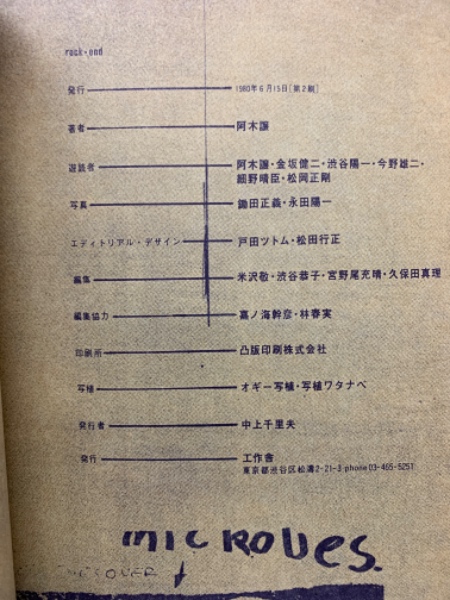 rock・end
発行 1980年6月15日[第2刷]
著者 阿木譲
遊説者 阿木譲・金坂健二・渋谷陽一・今野雄二・
細野晴臣・松岡正剛
写真 鋤田正義・永田陽一
エディトリアル・デザイン 戸田ツトム・松田行正
編集 米沢敬・渋谷恭子・宮野尾充晴・久保田真理
編集協力 高ノ海幹彦・林春実
印刷所 凸版印刷株式会社
写植 オギー写植・写植ワタナベ
発行者 中上千里夫
発行 工作舎
東京都渋谷区松濤2-21-3 phone 03-465-5251
MICROVES.
COVER